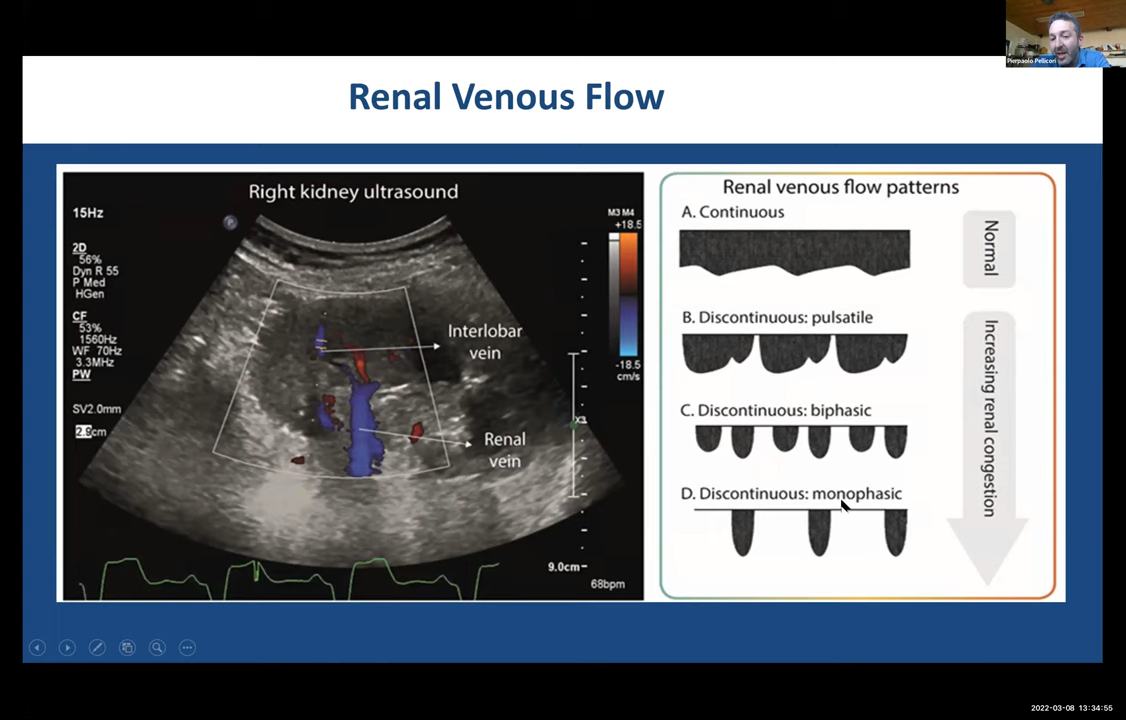 Pierpaolo Pellicori
Renal Venous Flow
Right kidney ultrasound
15Hz
2D
56%
Dyn R 55
P Med
HGen
CF
53%
1560Hz
WF 70Hz
3.3MHz
PW
SV2.0mm
2.9cm
P
M3 M4
+18.5
-18.5
cm/s
Interlobar
vein
Renal
vein
X3
9.0cm
68bpm
Renal venous flow patterns
A. Continuous
B. Discontinuous: pulsatile
C. Discontinuous: biphasic
D. Discontinuous: monophasic
Normal
Increasing renal congestion
2022-03-08 13:34:55